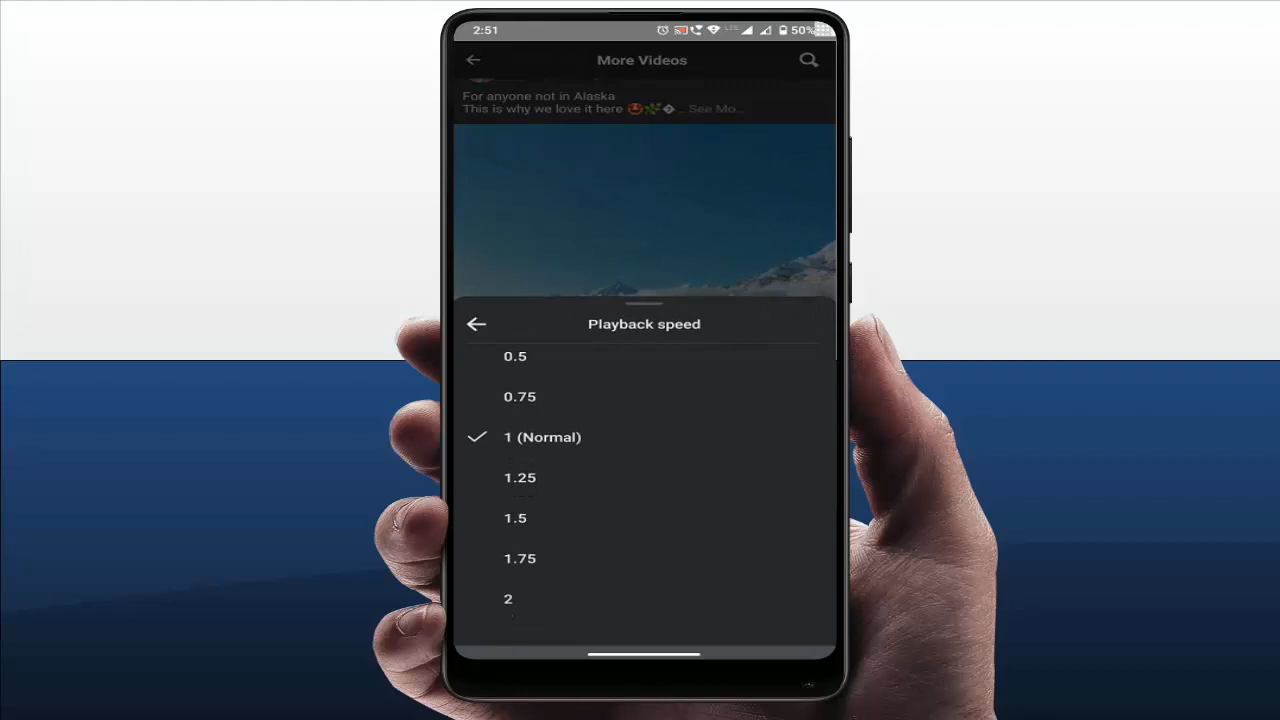 2:51
LTE
50%
More Videos
For anyone not in Alaska
This is why we love it here 🤩🌿� ... See Mo...
Playback speed
0.5
0.75
1 (Normal)
1.25
1.5
1.75
2